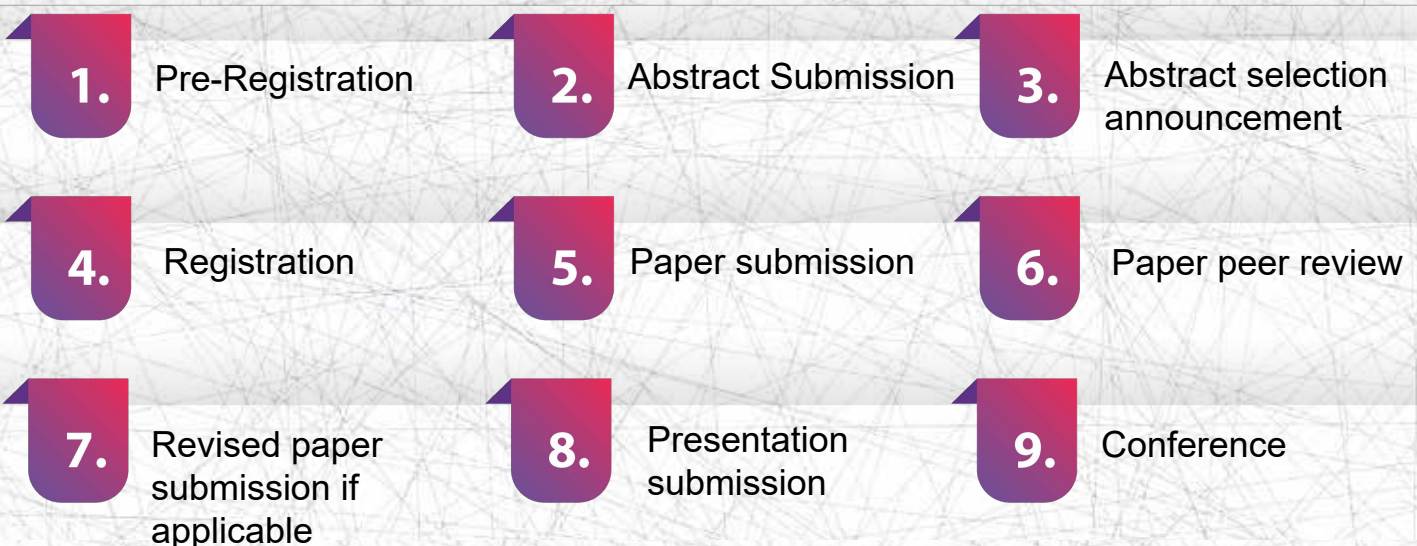 1. Pre-Registration
2. Abstract Submission
3. Abstract selection
announcement
4. Registration
5. Paper submission
6. Paper peer review
7. Revised paper
submission if
applicable
8. Presentation
submission
9. Conference